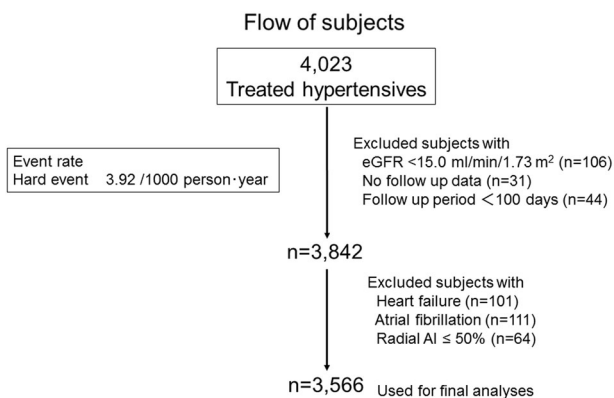 Flow of subjects
4,023
Treated hypertensives
Excluded subjects with
eGFR <15.0 ml/min/1.73 m² (n=106)
No follow up data (n=31)
Follow up period <100 days (n=44)
Event rate
Hard event 3.92 /1000 person·year
n=3,842
Excluded subjects with
Heart failure (n=101)
Atrial fibrillation (n=111)
Radial AI ≤ 50% (n=64)
n=3,566 Used for final analyses